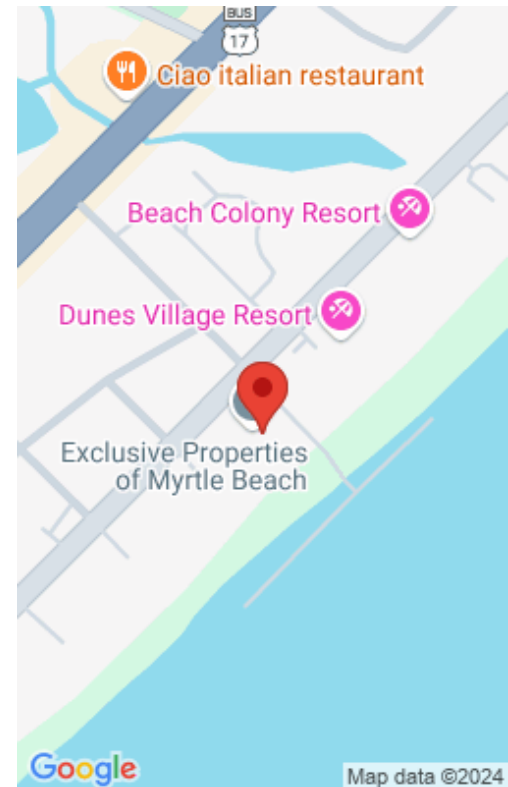 BUS
17
Ciao italian restaurant
Beach Colony Resort
Dunes Village Resort
Exclusive Properties
of Myrtle Beach
Google
Map data ©2024